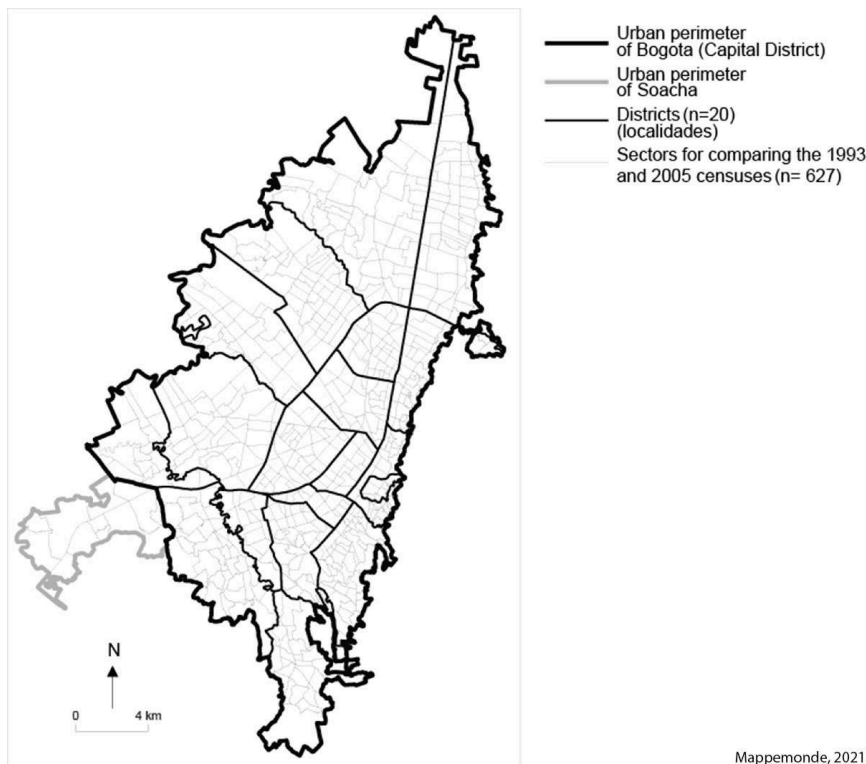 Urban perimeter
of Bogota (Capital District)
Urban perimeter
of Soacha
Districts (n=20)
(localidades)
Sectors for comparing the 1993
and 2005 censuses (n= 627)
N
0 4 km
Mappemonde, 2021